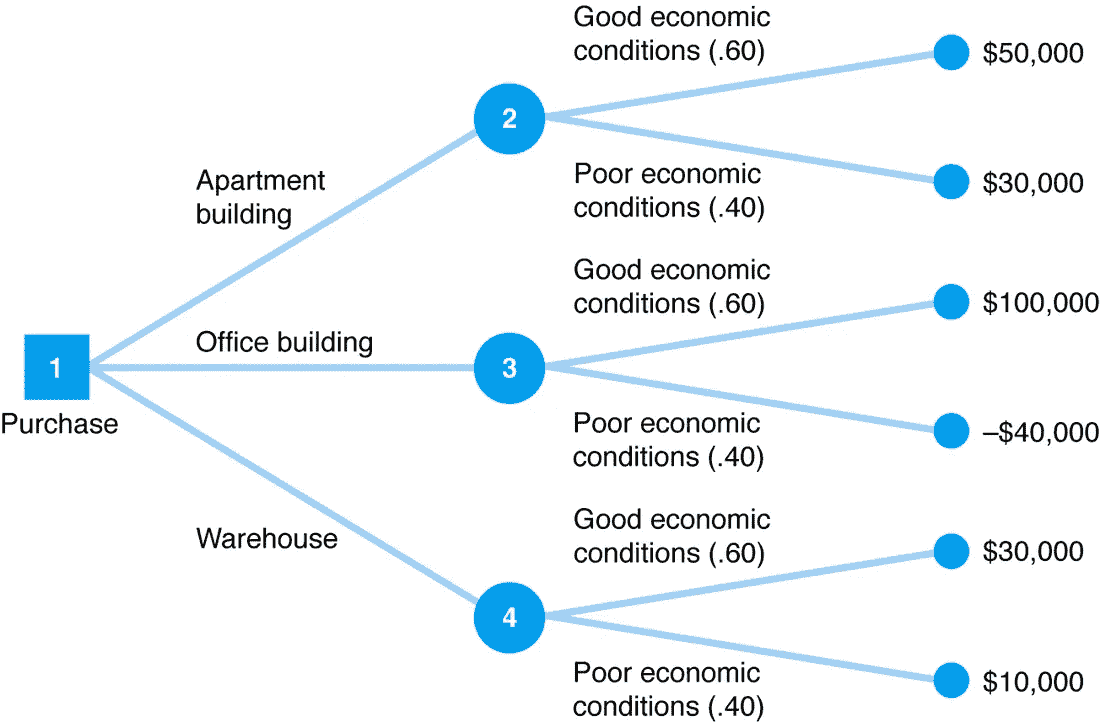 Good economic
conditions (.60)
$50,000
2
Poor economic
conditions (.40)
$30,000
Apartment
building
Good economic
conditions (.60)
$100,000
Office building
1
3
Purchase
Poor economic
conditions (.40)
–$40,000
Warehouse
Good economic
conditions (.60)
$30,000
4
Poor economic
conditions (.40)
$10,000